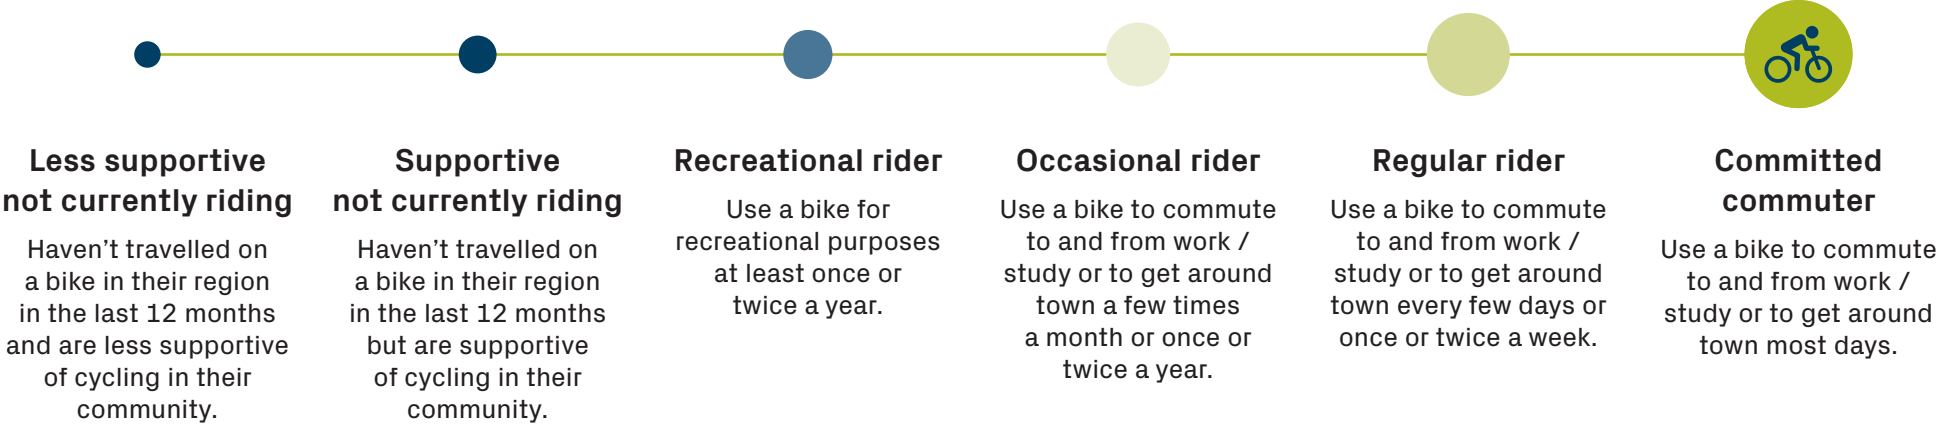 Less supportive
not currently riding
Haven't travelled on
a bike in their region
in the last 12 months
and are less supportive
of cycling in their
community.
Supportive
not currently riding
Haven't travelled on
a bike in their region
in the last 12 months
but are supportive
of cycling in their
community.
Recreational rider
Use a bike for
recreational purposes
at least once or
twice a year.
Occasional rider
Use a bike to commute
to and from work /
study or to get around
town a few times
a month or once or
twice a year.
Regular rider
Use a bike to commute
to and from work /
study or to get around
town every few days or
once or twice a week.
Committed
commuter
Use a bike to commute
to and from work /
study or to get around
town most days.